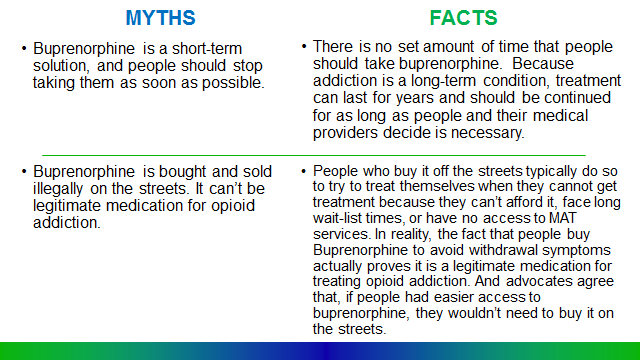 MYTHS
• Buprenorphine is a short-term
solution, and people should stop
taking them as soon as possible.
FACTS
• There is no set amount of time that people
should take buprenorphine. Because
addiction is a long-term condition, treatment
can last for years and should be continued
for as long as people and their medical
providers decide is necessary.
• Buprenorphine is bought and sold
illegally on the streets. It can’t be
legitimate medication for opioid
addiction.
• People who buy it off the streets typically do so
to try to treat themselves when they cannot get
treatment because they can’t afford it, face long
wait-list times, or have no access to MAT
services. In reality, the fact that people buy
Buprenorphine to avoid withdrawal symptoms
actually proves it is a legitimate medication for
treating opioid addiction. And advocates agree
that, if people had easier access to
buprenorphine, they wouldn’t need to buy it on
the streets.